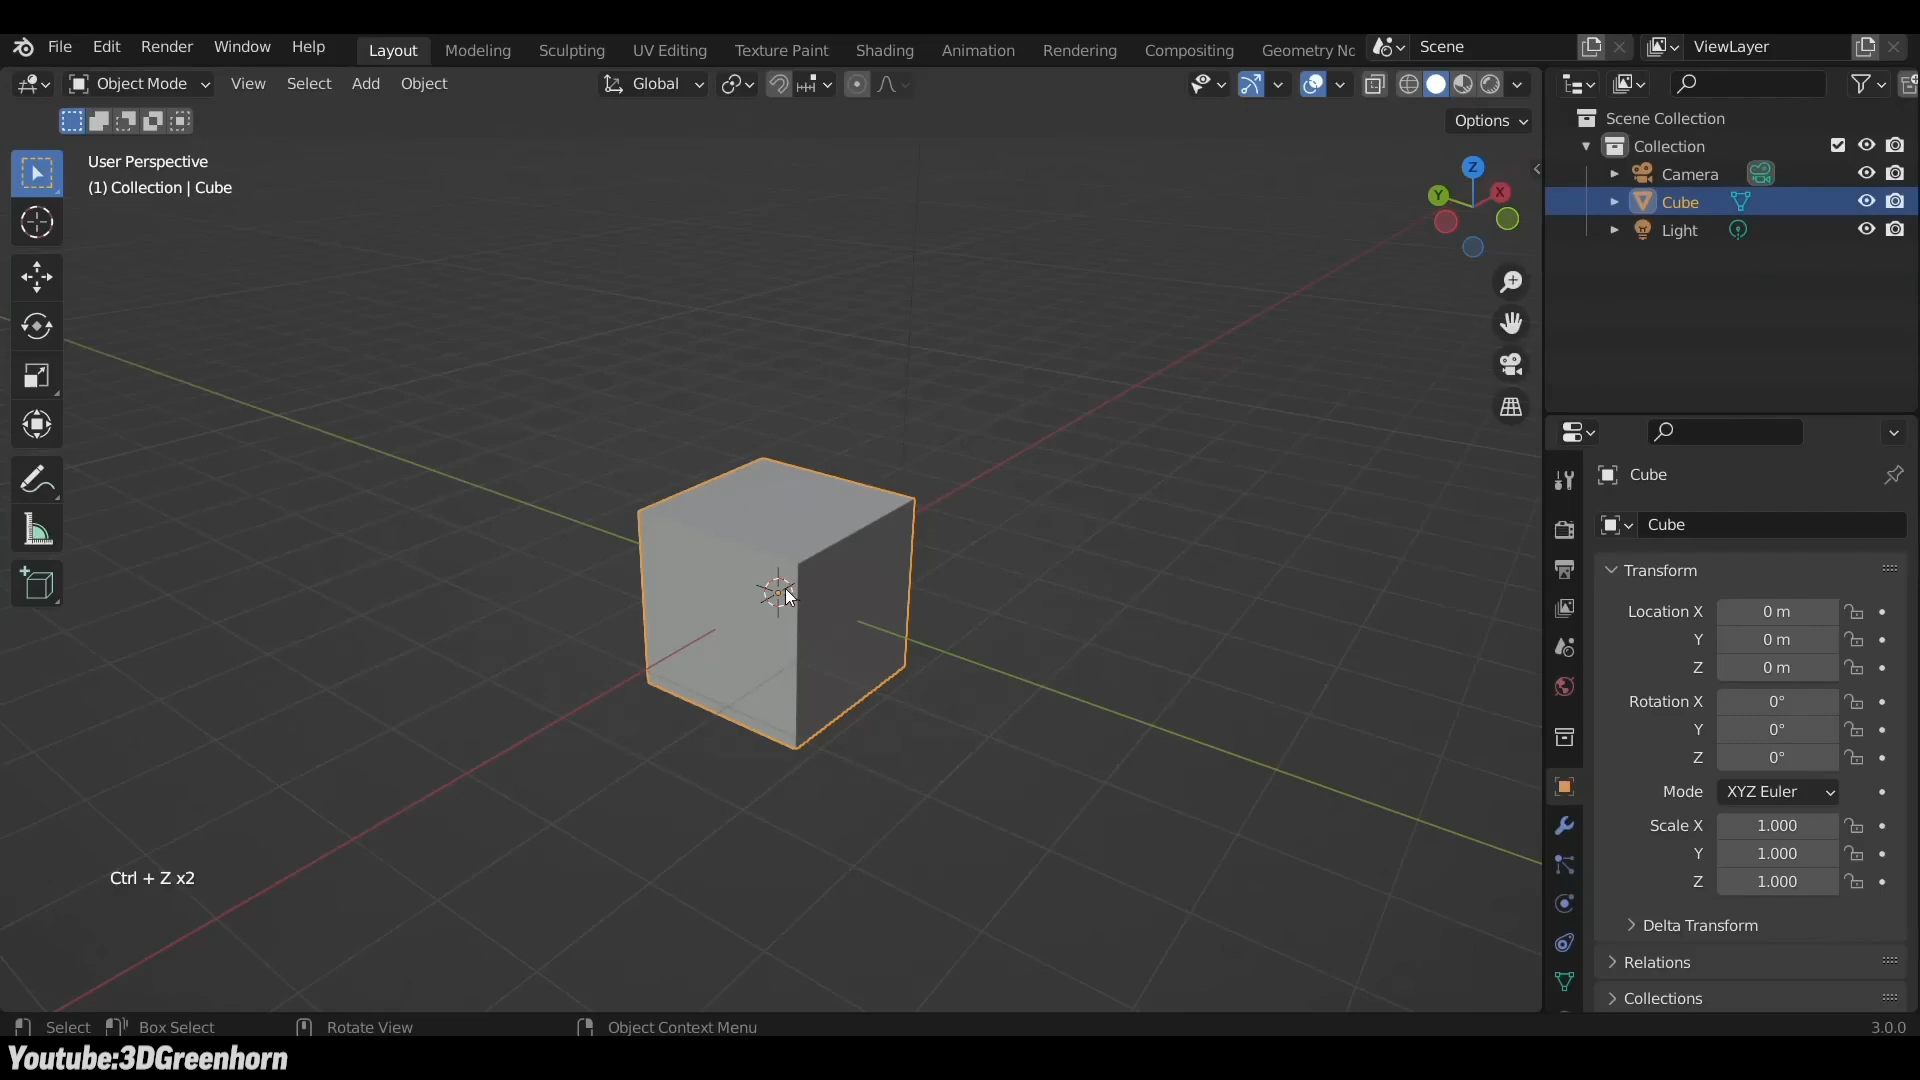 File Edit Render Window Help Layout Modeling Sculpting UV Editing Texture Paint Shading Animation Rendering Compositing Geometry Nc Scene ViewLayer
Object Mode View Select Add Object Global
Options
User Perspective
(1) Collection | Cube
Z
Y
X
Scene Collection
Collection
Camera
Cube
Light
Cube
Cube
Transform
Location X 0 m
Y 0 m
Z 0 m
Rotation X 0°
Y 0°
Z 0°
Mode XYZ Euler
Scale X 1.000
Y 1.000
Z 1.000
Delta Transform
Relations
Collections
Ctrl + Z x2
Select Box Select Rotate View Object Context Menu 3.0.0
Youtube:3DGreenhorn